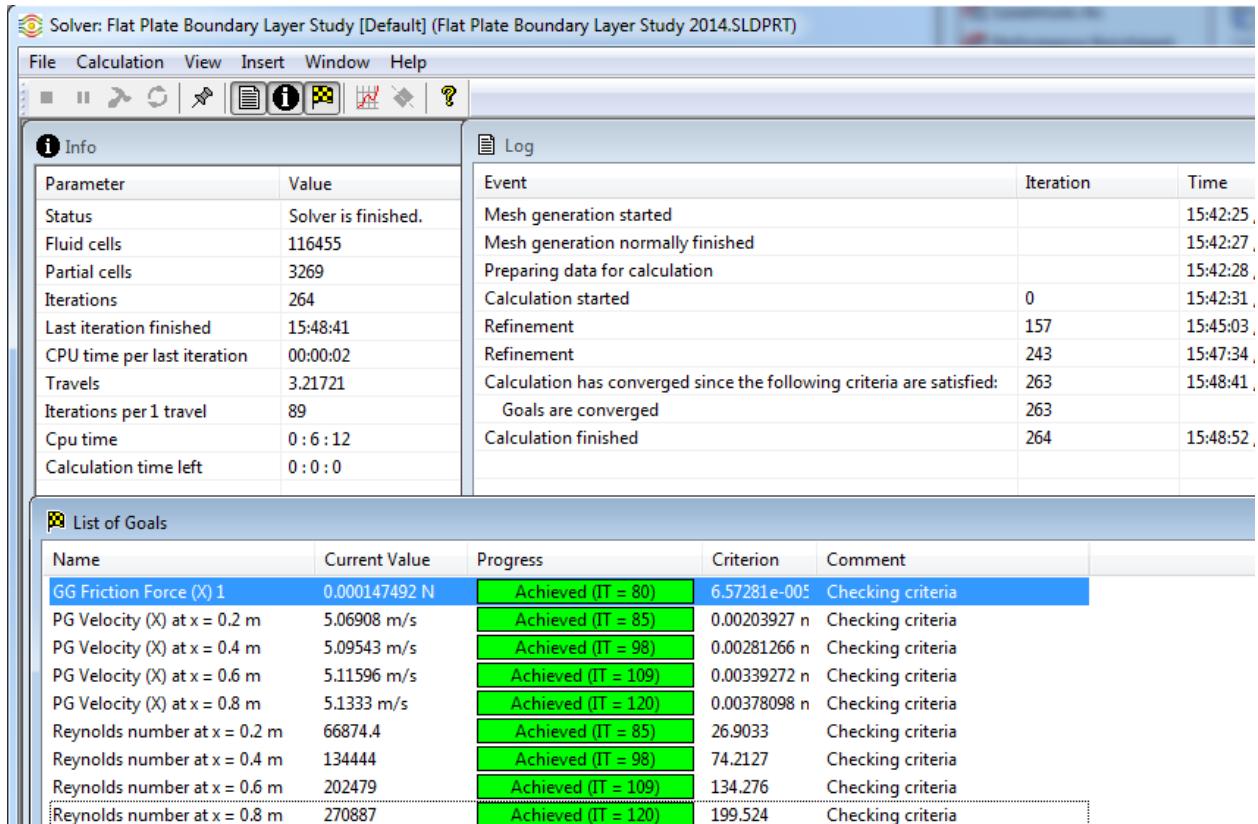 Solver: Flat Plate Boundary Layer Study [Default] (Flat Plate Boundary Layer Study 2014.SLDPRT)
File Calculation View Insert Window Help
Info
Parameter Value
Status Solver is finished.
Fluid cells 116455
Partial cells 3269
Iterations 264
Last iteration finished 15:48:41
CPU time per last iteration 00:00:02
Travels 3.21721
Iterations per 1 travel 89
Cpu time 0 : 6 : 12
Calculation time left 0 : 0 : 0
Log
Event Iteration Time
Mesh generation started 15:42:25 ,
Mesh generation normally finished 15:42:27 ,
Preparing data for calculation 15:42:28 ,
Calculation started 0 15:42:31 ,
Refinement 157 15:45:03 ,
Refinement 243 15:47:34 ,
Calculation has converged since the following criteria are satisfied: 263 15:48:41 ,
Goals are converged 263
Calculation finished 264 15:48:52 ,
List of Goals
Name Current Value Progress Criterion Comment
GG Friction Force (X) 1 0.000147492 N Achieved (IT = 80) 6.57281e-005 Checking criteria
PG Velocity (X) at x = 0.2 m 5.06908 m/s Achieved (IT = 85) 0.00203927 m Checking criteria
PG Velocity (X) at x = 0.4 m 5.09543 m/s Achieved (IT = 98) 0.00281266 m Checking criteria
PG Velocity (X) at x = 0.6 m 5.11596 m/s Achieved (IT = 109) 0.00339272 m Checking criteria
PG Velocity (X) at x = 0.8 m 5.1333 m/s Achieved (IT = 120) 0.00378098 m Checking criteria
Reynolds number at x = 0.2 m 66874.4 Achieved (IT = 85) 26.9033 Checking criteria
Reynolds number at x = 0.4 m 134444 Achieved (IT = 98) 74.2127 Checking criteria
Reynolds number at x = 0.6 m 202479 Achieved (IT = 109) 134.276 Checking criteria
Reynolds number at x = 0.8 m 270887 Achieved (IT = 120) 199.524 Checking criteria